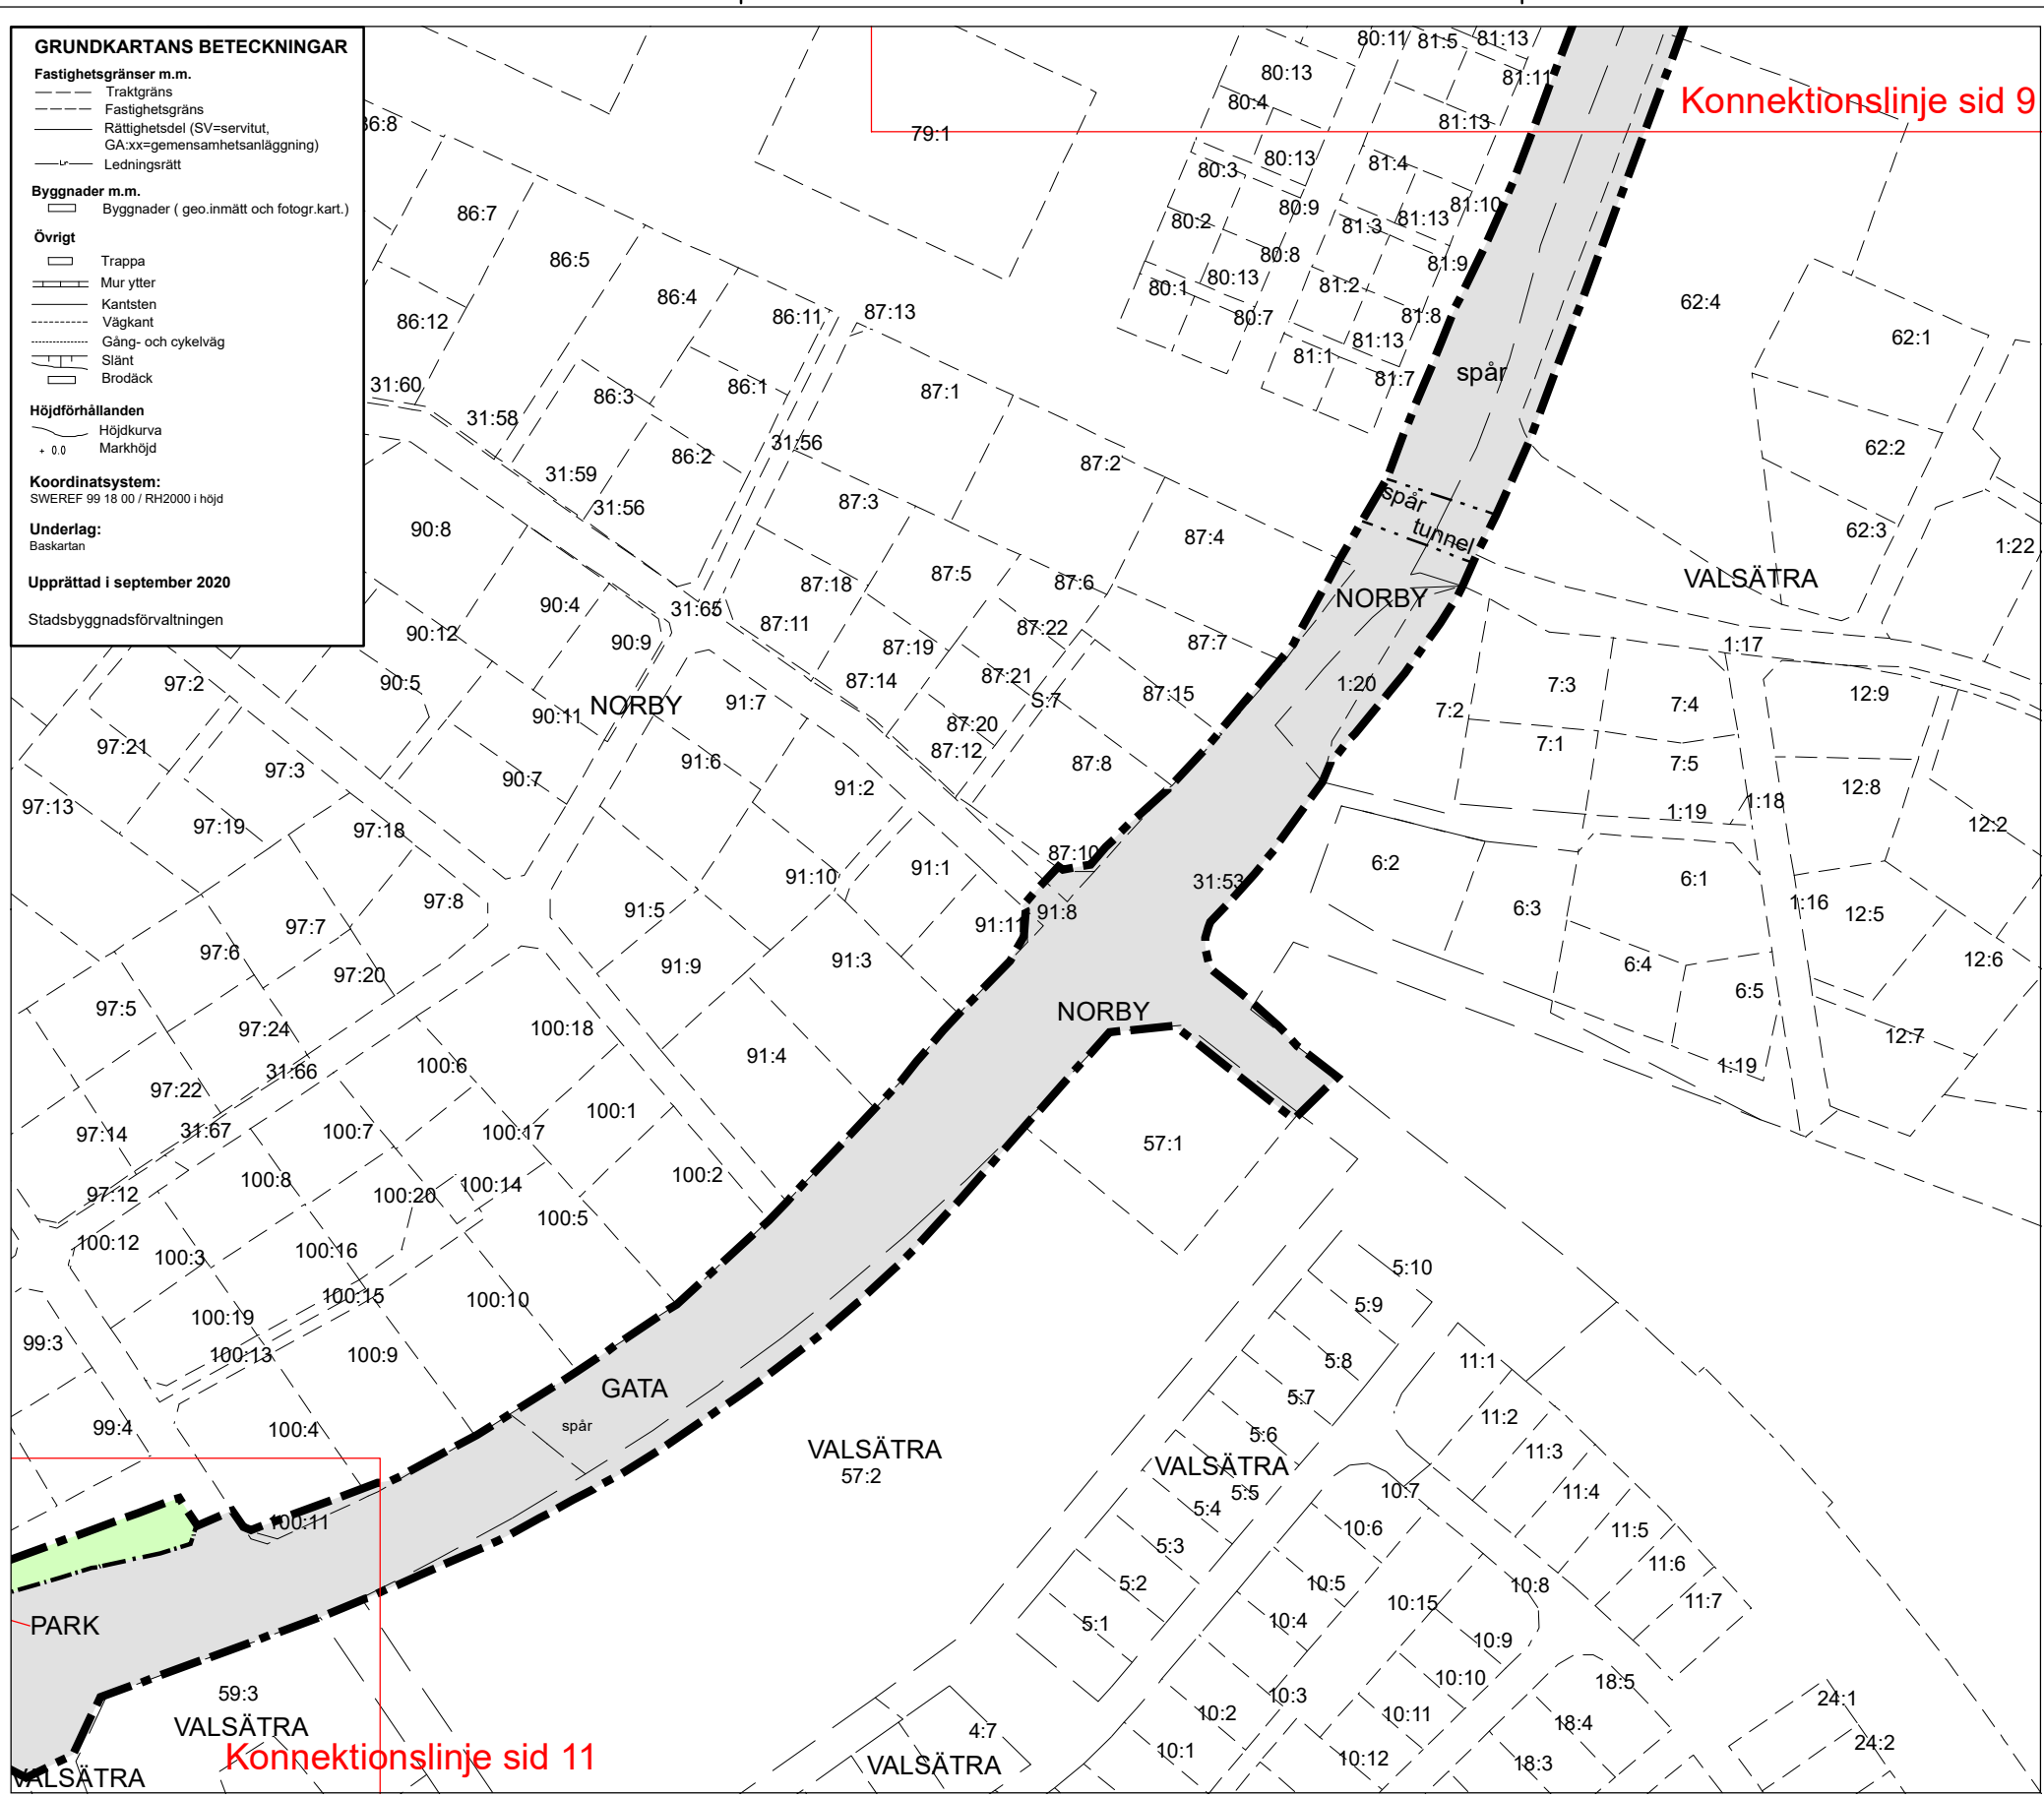 GRUNDKARTANS BETECKNINGAR
Fastighetsgränser m.m.
Traktgräns
Fastighetsgräns
Rättighetsdel (SV=servitut,
GA:xx=gemensamhetsanläggning)
Lr
Ledningsrätt
Byggnader m.m.
Byggnader ( geo.inmätt och fotogr.kart.)
Övrigt
Trappa
Mur ytter
Kantsten
Vägkant
Gång- och cykelväg
Slänt
Brodäck
Höjdförhållanden
Höjdkurva
+ 0.0 Markhöjd
Koordinatsystem:
SWEREF 99 18 00 / RH2000 i höjd
Underlag:
Baskartan
Upprättad i september 2020
Stadsbyggnadsförvaltningen
80:11 81:5 81:13
80:13 81:11
80:4 Konnektionslinje sid 9
86:8 79:1 81:13
80:13 81:4
80:3
86:7 80:9 81:13 81:10
80:2 81:3
86:5 80:8 81:9
80:13
80:1 81:2
86:4 62:4
86:12 86:11 87:13 80:7 81:8
81:13 62:1
81:1
31:60 86:1 87:1 81:7 spår
86:3
31:58
31:56 62:2
86:2 87:2
31:59
87:3 spår
31:56
90:8 87:4 tunnel 62:3
1:22
87:18 87:5 87:6 VALSÄTRA
90:4 31:65 NORBY
90:12 90:9 87:11 87:22 87:7
87:19 1:17
97:2 90:5 87:14 87:21 87:15 1:20 7:3 12:9
NORBY 91:7 S:7 7:2 7:4
90:11 87:20
97:21 87:12 7:1
97:3 90:7 91:6 91:2 87:8 7:5
12:8
97:13 97:19 97:18 1:19 1:18
12:2
87:10
91:10 91:1 31:53 6:2 6:1
97:8 91:5 91:11 91:8 6:3 1:16 12:5
97:7
97:6 97:20 91:9 91:3 6:4 12:6
97:5 6:5
97:24 100:18 NORBY
12:7
31:66 100:6 91:4 1:19
97:22
97:14 31:67 100:7 100:17 100:1 57:1
97:12 100:8 100:20 100:14 100:2
100:12 100:3 100:16 100:5
5:10
100:15 100:10 5:9
99:3 100:19
100:13 100:9 5:8 11:1
GATA 5:7
99:4 100:4 spår 5:6 11:2
VALSÄTRA 11:3
57:2 VALSÄTRA
5:5 10:7 11:4
5:4
100:11 10:6 11:5
5:3 11:6
5:2 10:5 10:8
PARK 10:15 11:7
5:1 10:4
10:9
59:3 10:10 18:5
10:3 24:1
VALSÄTRA 10:2 10:11
4:7 18:4
Konnektionslinje sid 11 10:1 24:2
VALSÄTRA 10:12 18:3
VALSÄTRA